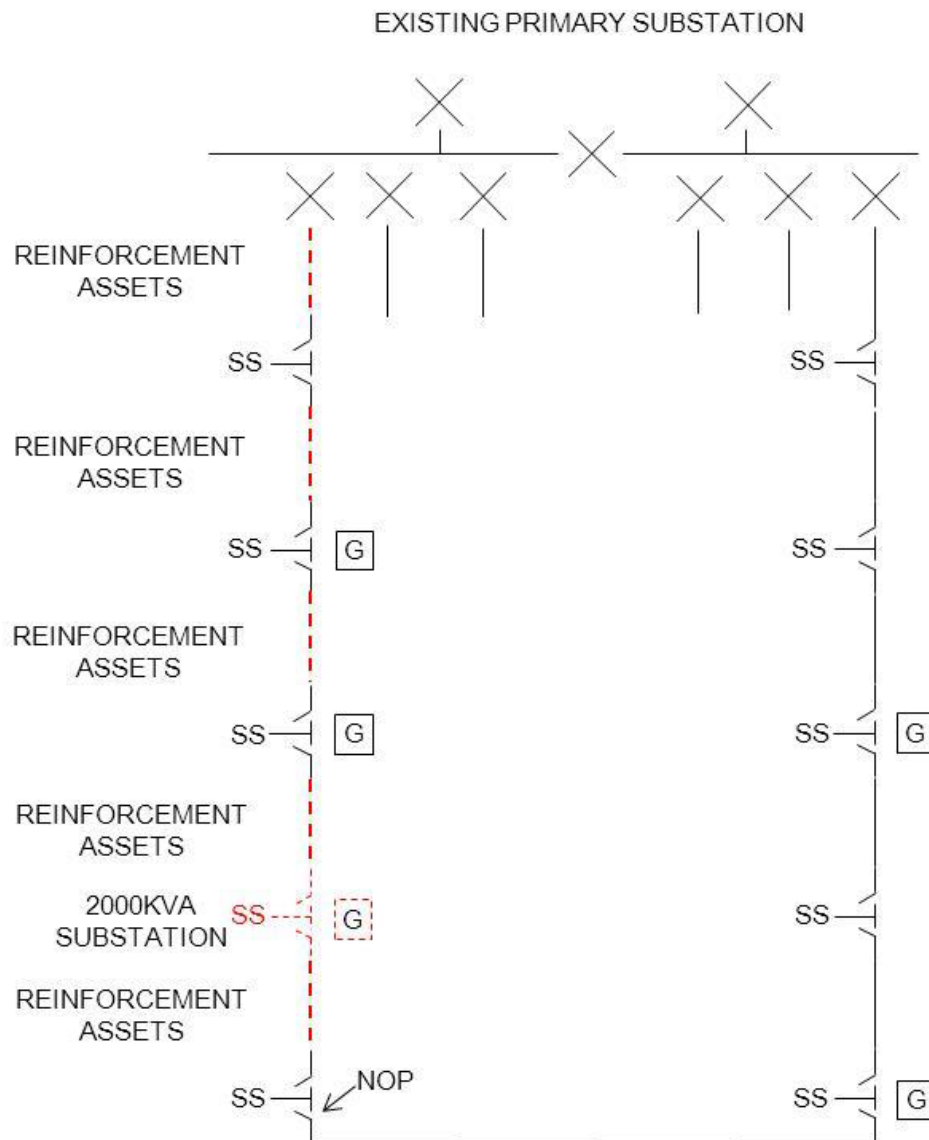 EXISTING PRIMARY SUBSTATION
REINFORCEMENT
ASSETS
SS
SS
REINFORCEMENT
ASSETS
SS
G
SS
REINFORCEMENT
ASSETS
SS
G
SS
G
REINFORCEMENT
ASSETS
2000KVA
SUBSTATION
SS
G
SS
REINFORCEMENT
ASSETS
NOP
SS
SS
G